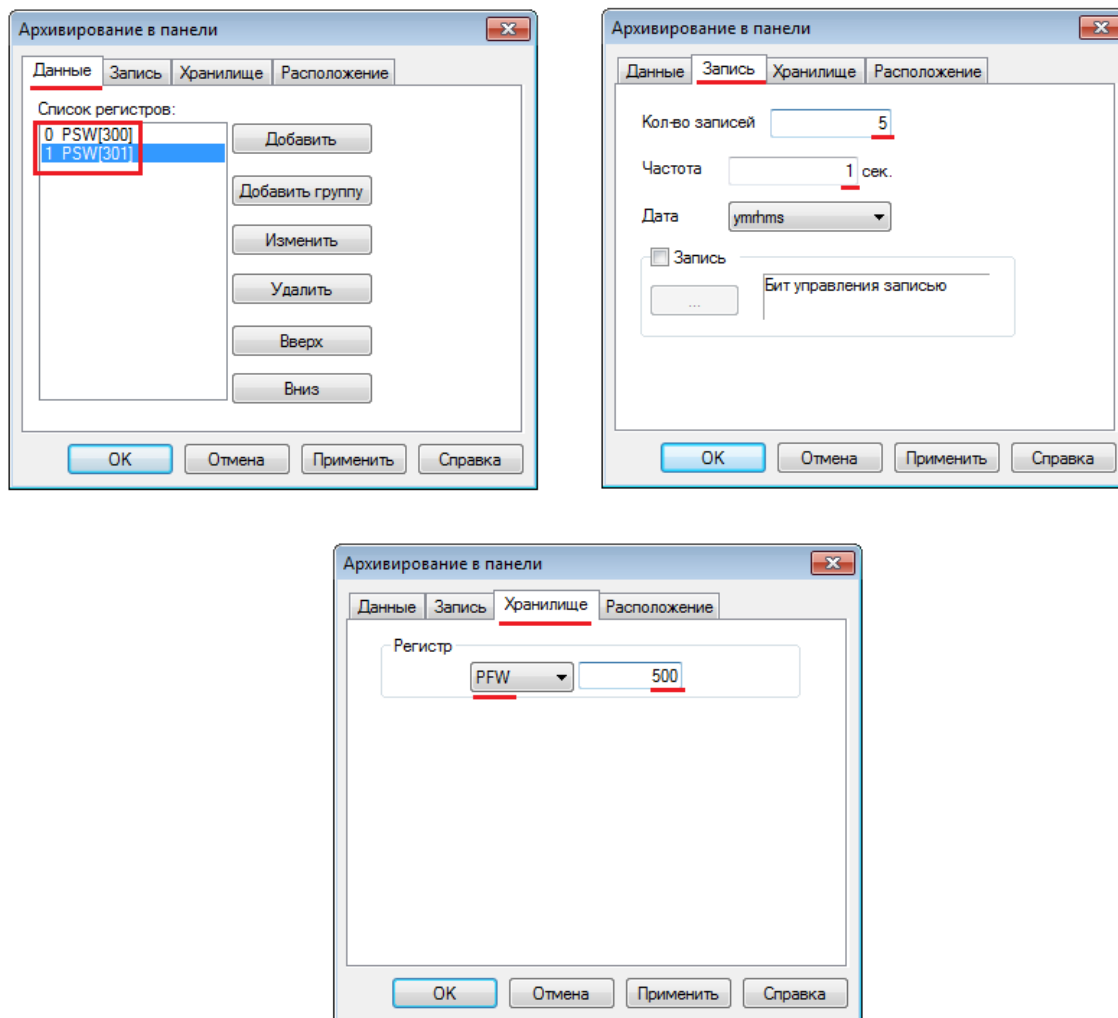 Архивирование в панели
Данные Запись Хранилище Расположение
Список регистров:
0 PSW[300]
1 PSW[301]
Добавить
Добавить группу
Изменить
Удалить
Вверх
Вниз
OK Отмена Применить Справка
Архивирование в панели
Данные Запись Хранилище Расположение
Кол-во записей 5
Частота 1 сек.
Дата ymrhms
Запись
... Бит управления записью
OK Отмена Применить Справка
Архивирование в панели
Данные Запись Хранилище Расположение
Регистр
PFW 500
OK Отмена Применить Справка